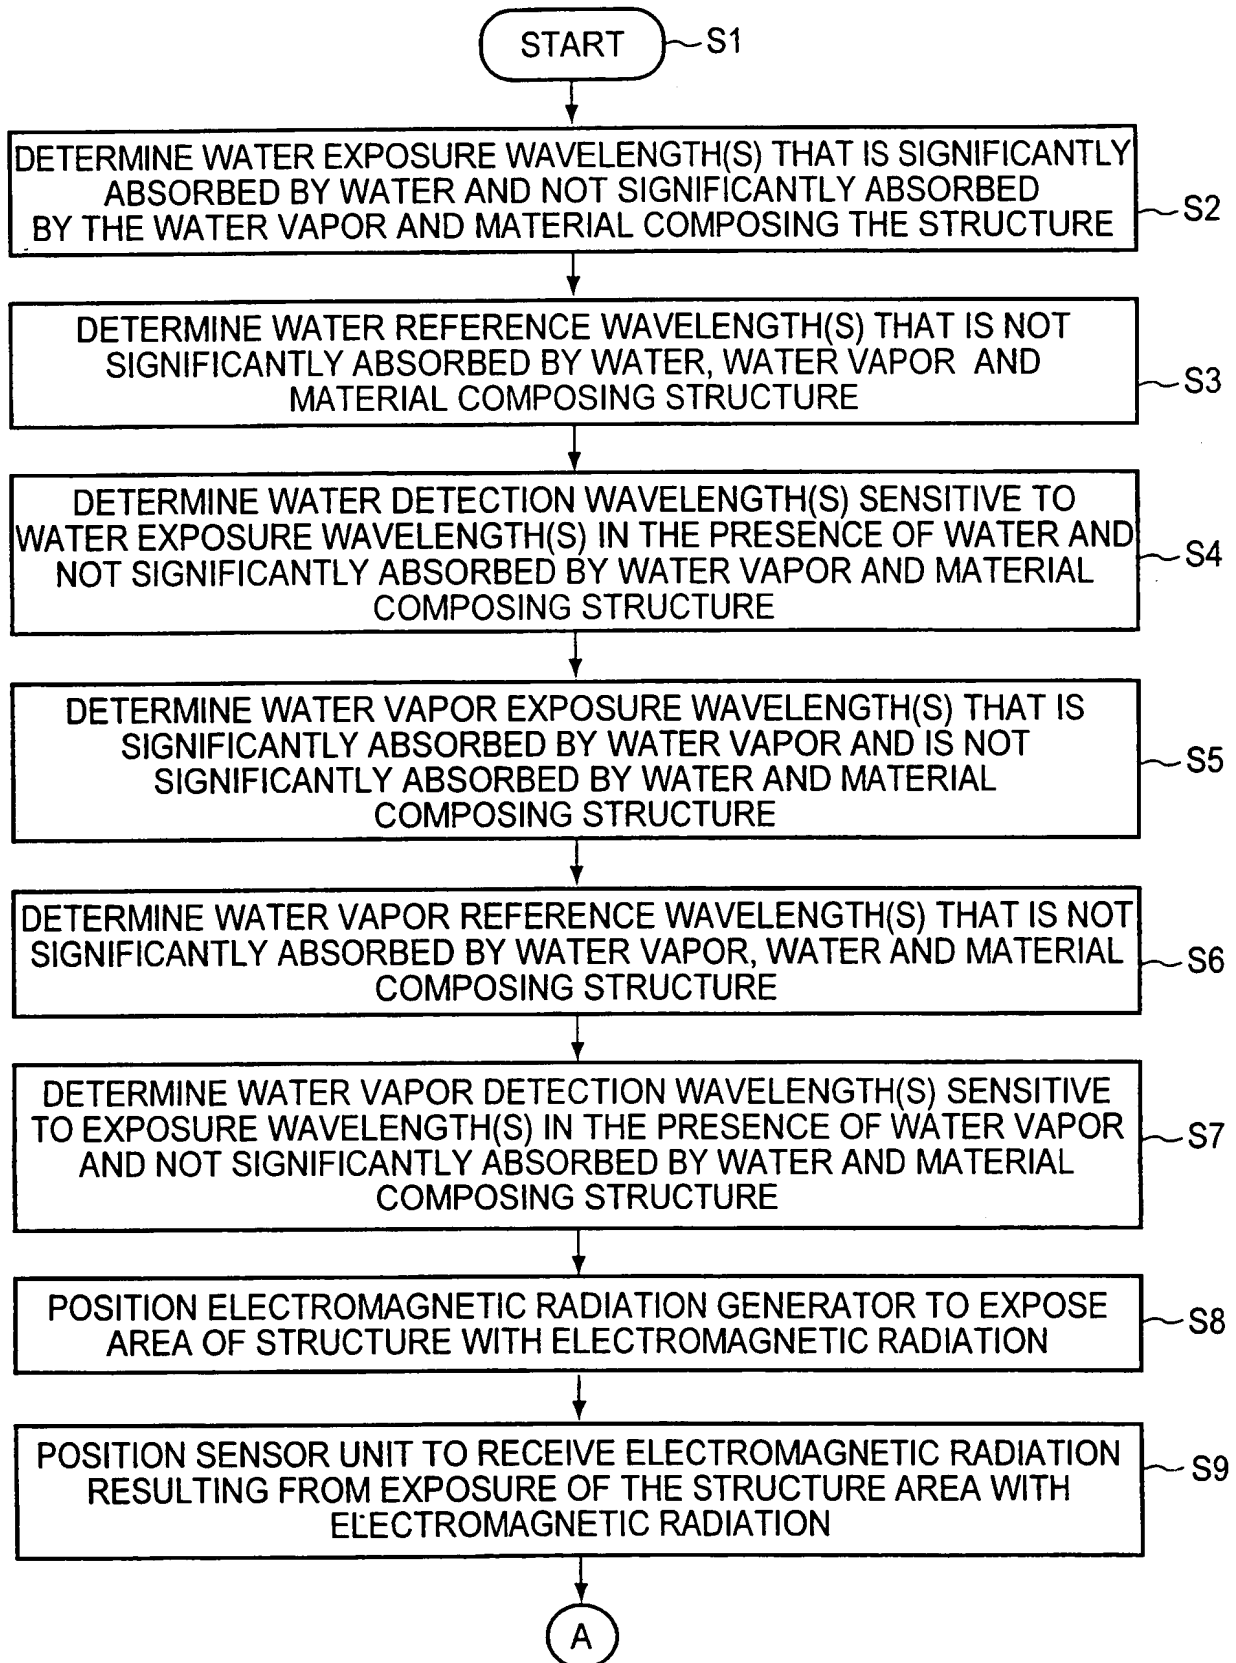 START
S1
DETERMINE WATER EXPOSURE WAVELENGTH(S) THAT IS SIGNIFICANTLY
ABSORBED BY WATER AND NOT SIGNIFICANTLY ABSORBED
BY THE WATER VAPOR AND MATERIAL COMPOSING THE STRUCTURE
S2
DETERMINE WATER REFERENCE WAVELENGTH(S) THAT IS NOT
SIGNIFICANTLY ABSORBED BY WATER, WATER VAPOR AND
MATERIAL COMPOSING STRUCTURE
S3
DETERMINE WATER DETECTION WAVELENGTH(S) SENSITIVE TO
WATER EXPOSURE WAVELENGTH(S) IN THE PRESENCE OF WATER AND
NOT SIGNIFICANTLY ABSORBED BY WATER VAPOR AND MATERIAL
COMPOSING STRUCTURE
S4
DETERMINE WATER VAPOR EXPOSURE WAVELENGTH(S) THAT IS
SIGNIFICANTLY ABSORBED BY WATER VAPOR AND IS NOT
SIGNIFICANTLY ABSORBED BY WATER AND MATERIAL
COMPOSING STRUCTURE
S5
DETERMINE WATER VAPOR REFERENCE WAVELENGTH(S) THAT IS NOT
SIGNIFICANTLY ABSORBED BY WATER VAPOR, WATER AND MATERIAL
COMPOSING STRUCTURE
S6
DETERMINE WATER VAPOR DETECTION WAVELENGTH(S) SENSITIVE
TO EXPOSURE WAVELENGTH(S) IN THE PRESENCE OF WATER VAPOR
AND NOT SIGNIFICANTLY ABSORBED BY WATER AND MATERIAL
COMPOSING STRUCTURE
S7
POSITION ELECTROMAGNETIC RADIATION GENERATOR TO EXPOSE
AREA OF STRUCTURE WITH ELECTROMAGNETIC RADIATION
S8
POSITION SENSOR UNIT TO RECEIVE ELECTROMAGNETIC RADIATION
RESULTING FROM EXPOSURE OF THE STRUCTURE AREA WITH
ELECTROMAGNETIC RADIATION
S9
A